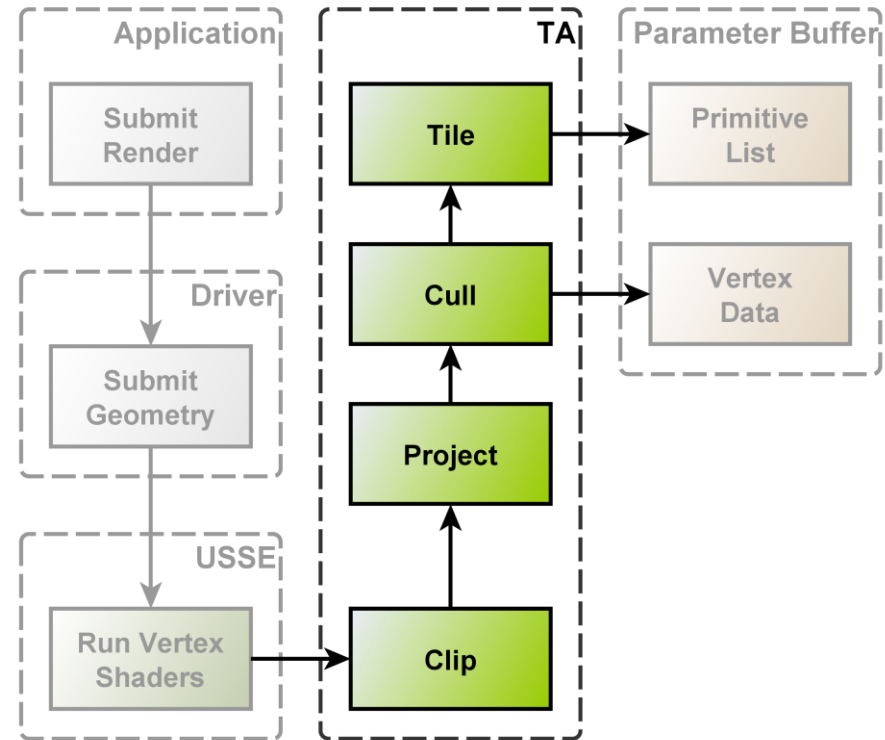 Application
Submit
Render
Driver
Submit
Geometry
USSE
Run Vertex
Shaders
TA
Tile
Cull
Project
Clip
Parameter Buffer
Primitive
List
Vertex
Data